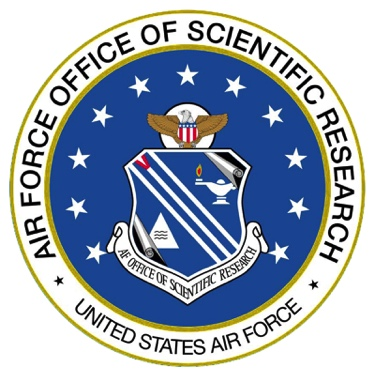 AIR FORCE OFFICE OF SCIENTIFIC RESEARCH
AF OFFICE OF SCIENTIFIC RESEARCH
UNITED STATES AIR FORCE